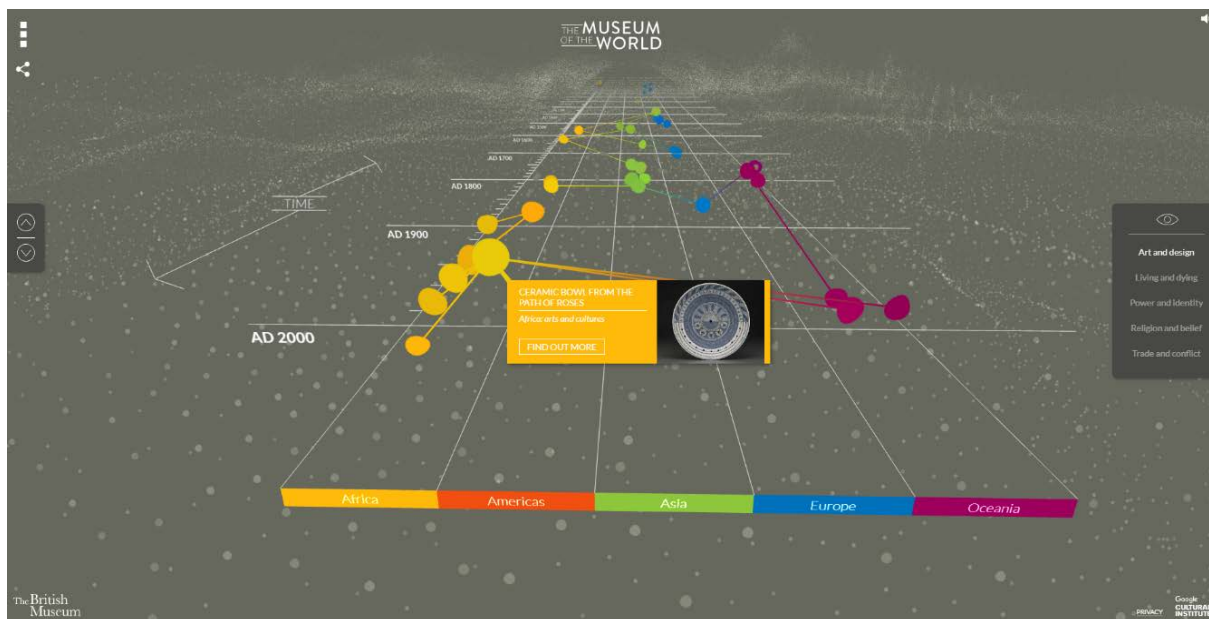 THE MUSEUM
OF THE WORLD
AD 1700
AD 1800
TIME
AD 1900
AD 2000
CERAMIC BOWL FROM THE
PATH OF ROSES
Africa: arts and cultures
FIND OUT MORE
Art and design
Living and dying
Power and identity
Religion and belief
Trade and conflict
Africa
Americas
Asia
Europe
Oceania
The British
Museum
PRIVACY
Google
CULTURAL
INSTITUTE